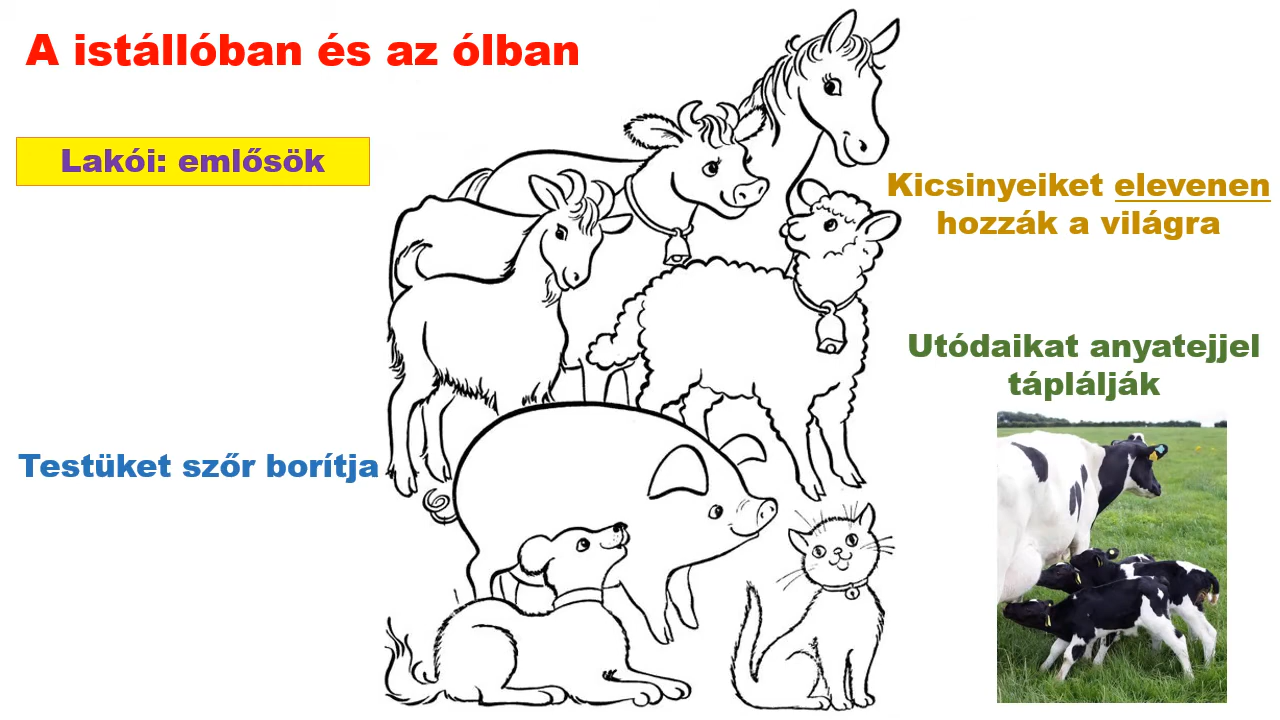 A istállóban és az ólban
Lakói: emlősök
Kicsinyeiket elevenen
hozzák a világra
Utódaikat anyatejjel
táplálják
Testüket szőr borítja